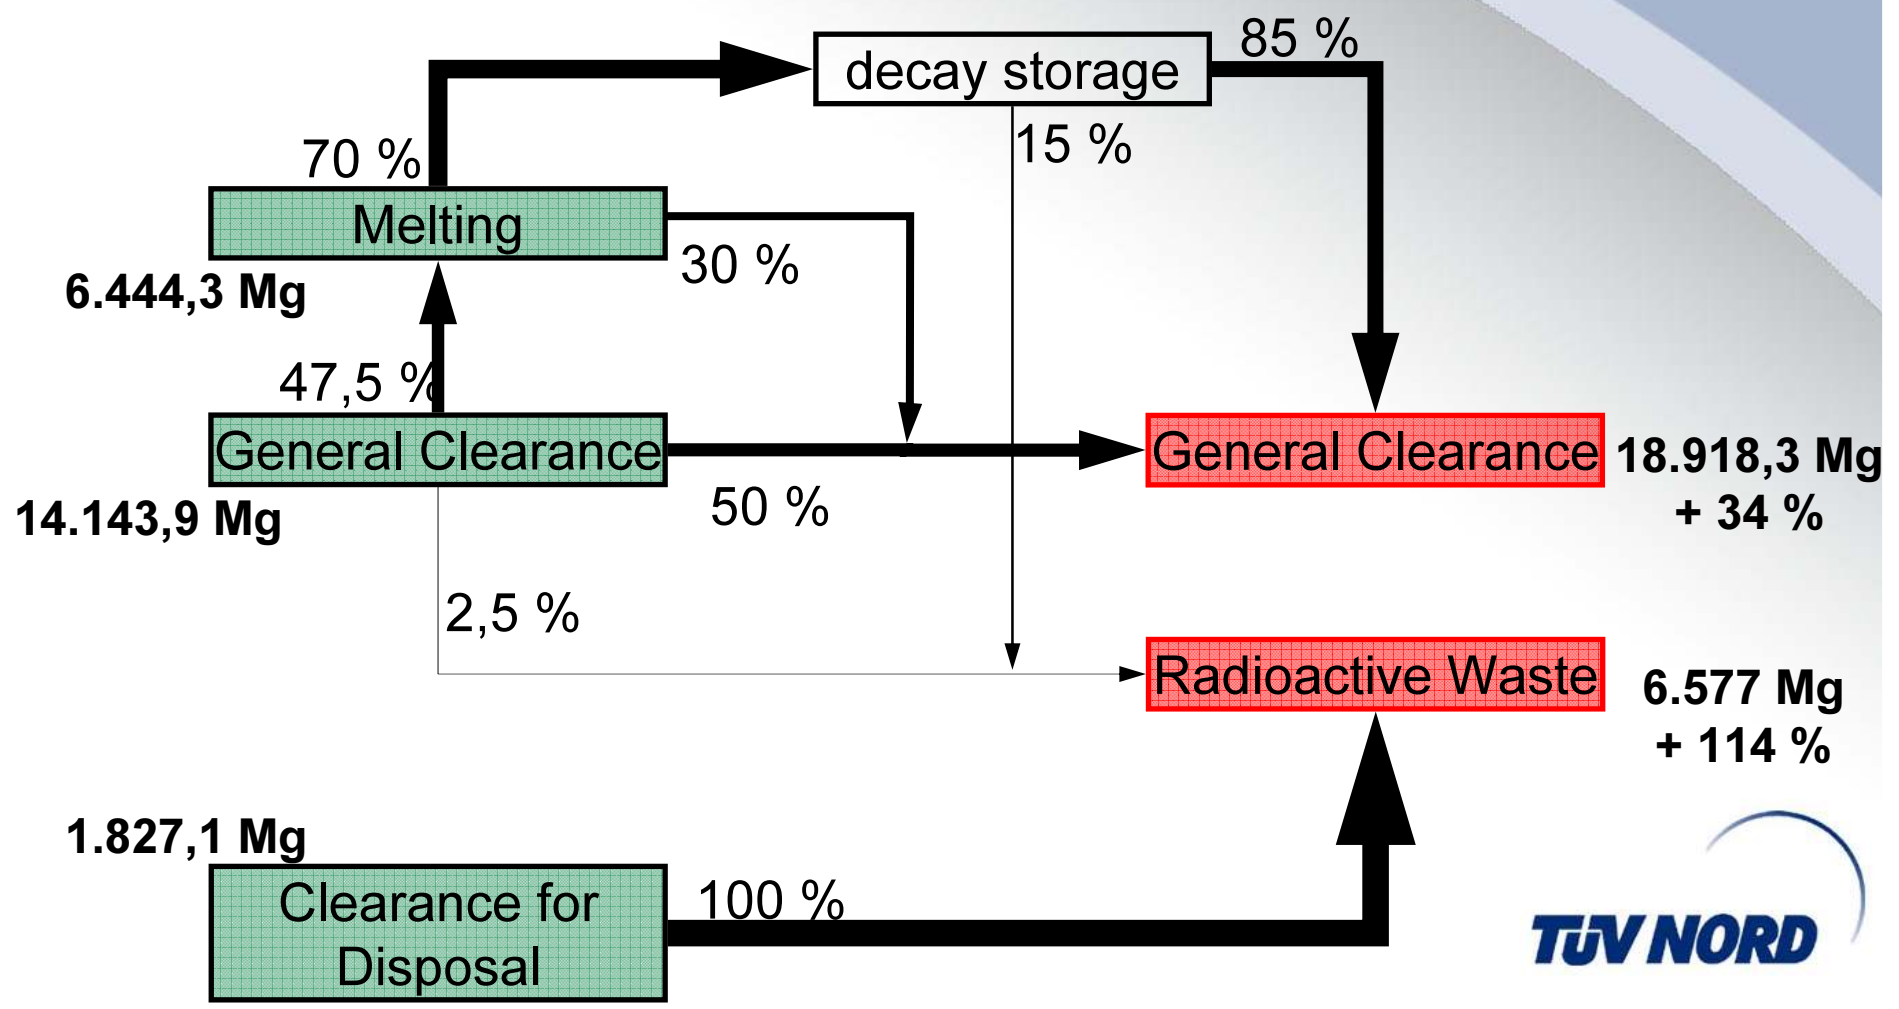 85 %
decay storage
15 %
70 %
Melting
30 %
6.444,3 Mg
47,5 %
General Clearance
General Clearance
18.918,3 Mg
+ 34 %
50 %
14.143,9 Mg
2,5 %
Radioactive Waste
6.577 Mg
+ 114 %
1.827,1 Mg
Clearance for
Disposal
100 %
TÜV NORD